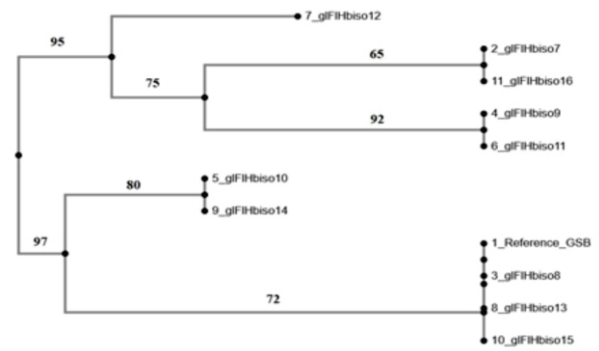 7_glFIHbiso12
95
2_glFIHbiso7
65
75
11_glFIHbiso16
4_glFIHbiso9
92
6_glFIHbiso11
5_glFIHbiso10
80
9_glFIHbiso14
97
1_Reference_GSB
3_glFIHbiso8
72
8_glFIHbiso13
10_glFIHbiso15